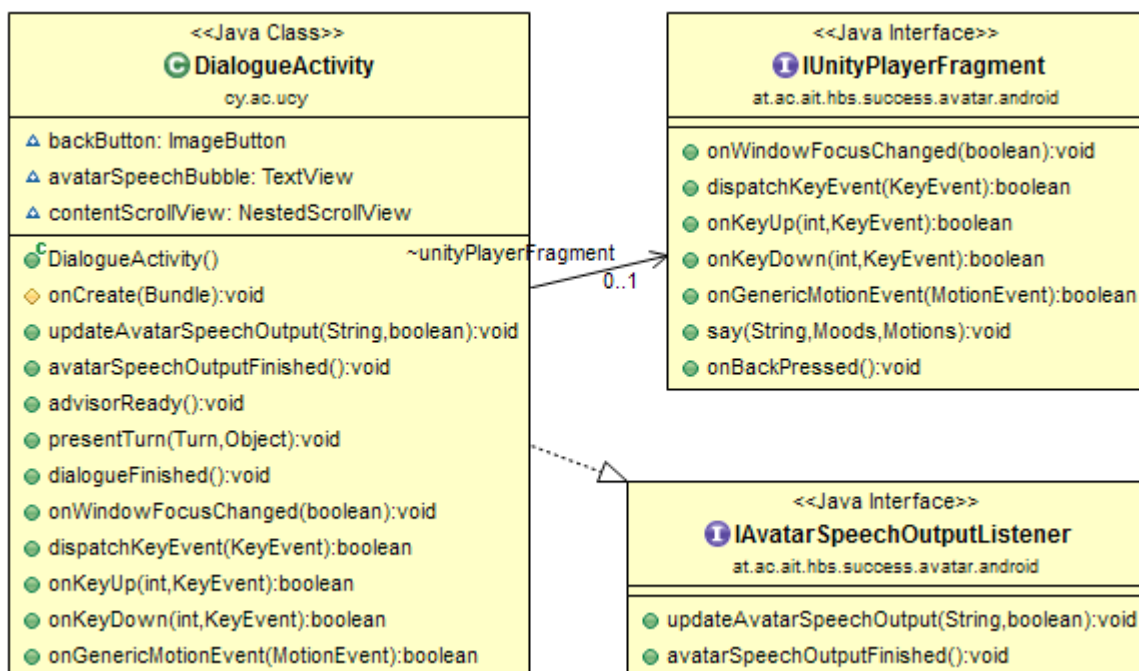 <<Java Class>>
DialogueActivity
cy.ac.ucy
backButton: ImageButton
avatarSpeechBubble: TextView
contentScrollView: NestedScrollView
DialogueActivity()
onCreate(Bundle):void
updateAvatarSpeechOutput(String,boolean):void
avatarSpeechOutputFinished():void
advisorReady():void
presentTurn(Turn,Object):void
dialogueFinished():void
onWindowFocusChanged(boolean):void
dispatchKeyEvent(KeyEvent):boolean
onKeyUp(int,KeyEvent):boolean
onKeyDown(int,KeyEvent):boolean
onGenericMotionEvent(MotionEvent):boolean
~unityPlayerFragment
0..1
<<Java Interface>>
IUnityPlayerFragment
at.ac.ait.hbs.success.avatar.android
onWindowFocusChanged(boolean):void
dispatchKeyEvent(KeyEvent):boolean
onKeyUp(int,KeyEvent):boolean
onKeyDown(int,KeyEvent):boolean
onGenericMotionEvent(MotionEvent):boolean
say(String,Moods,Motions):void
onBackPressed():void
<<Java Interface>>
IAvatarSpeechOutputListener
at.ac.ait.hbs.success.avatar.android
updateAvatarSpeechOutput(String,boolean):void
avatarSpeechOutputFinished():void